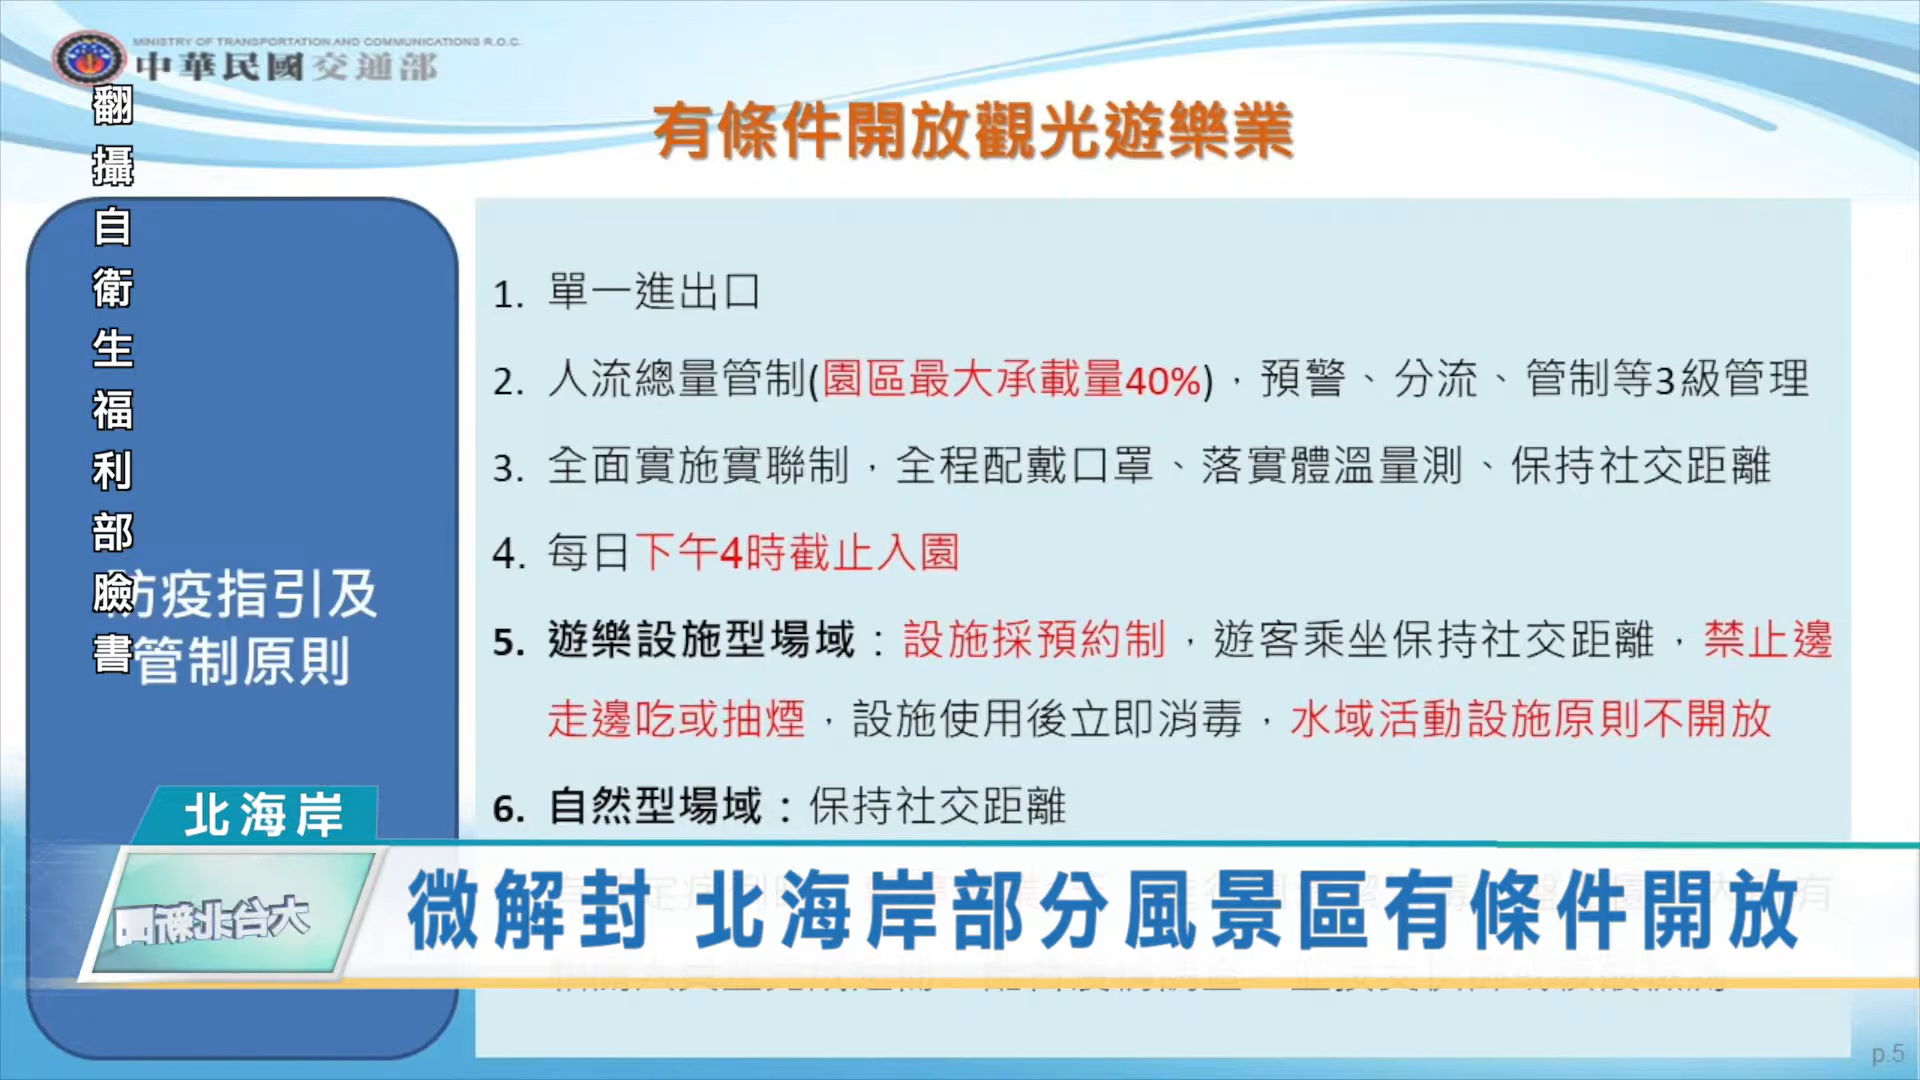 MINISTRY OF TRANSPORTATION AND COMMUNICATIONS R.O.C.
中華民國交通部
翻攝自衛生福利部臉書
有條件開放觀光遊樂業
防疫指引及
管制原則
1. 單一進出口
2. 人流總量管制(園區最大承載量40%)，預警、分流、管制等3級管理
3. 全面實施實聯制，全程配戴口罩、落實體溫量測、保持社交距離
4. 每日下午4時截止入園
5. 遊樂設施型場域：設施採預約制，遊客乘坐保持社交距離，禁止邊
走邊吃或抽煙，設施使用後立即消毒，水域活動設施原則不開放
6. 自然型場域：保持社交距離
北海岸
微解封 北海岸部分風景區有條件開放
p.5